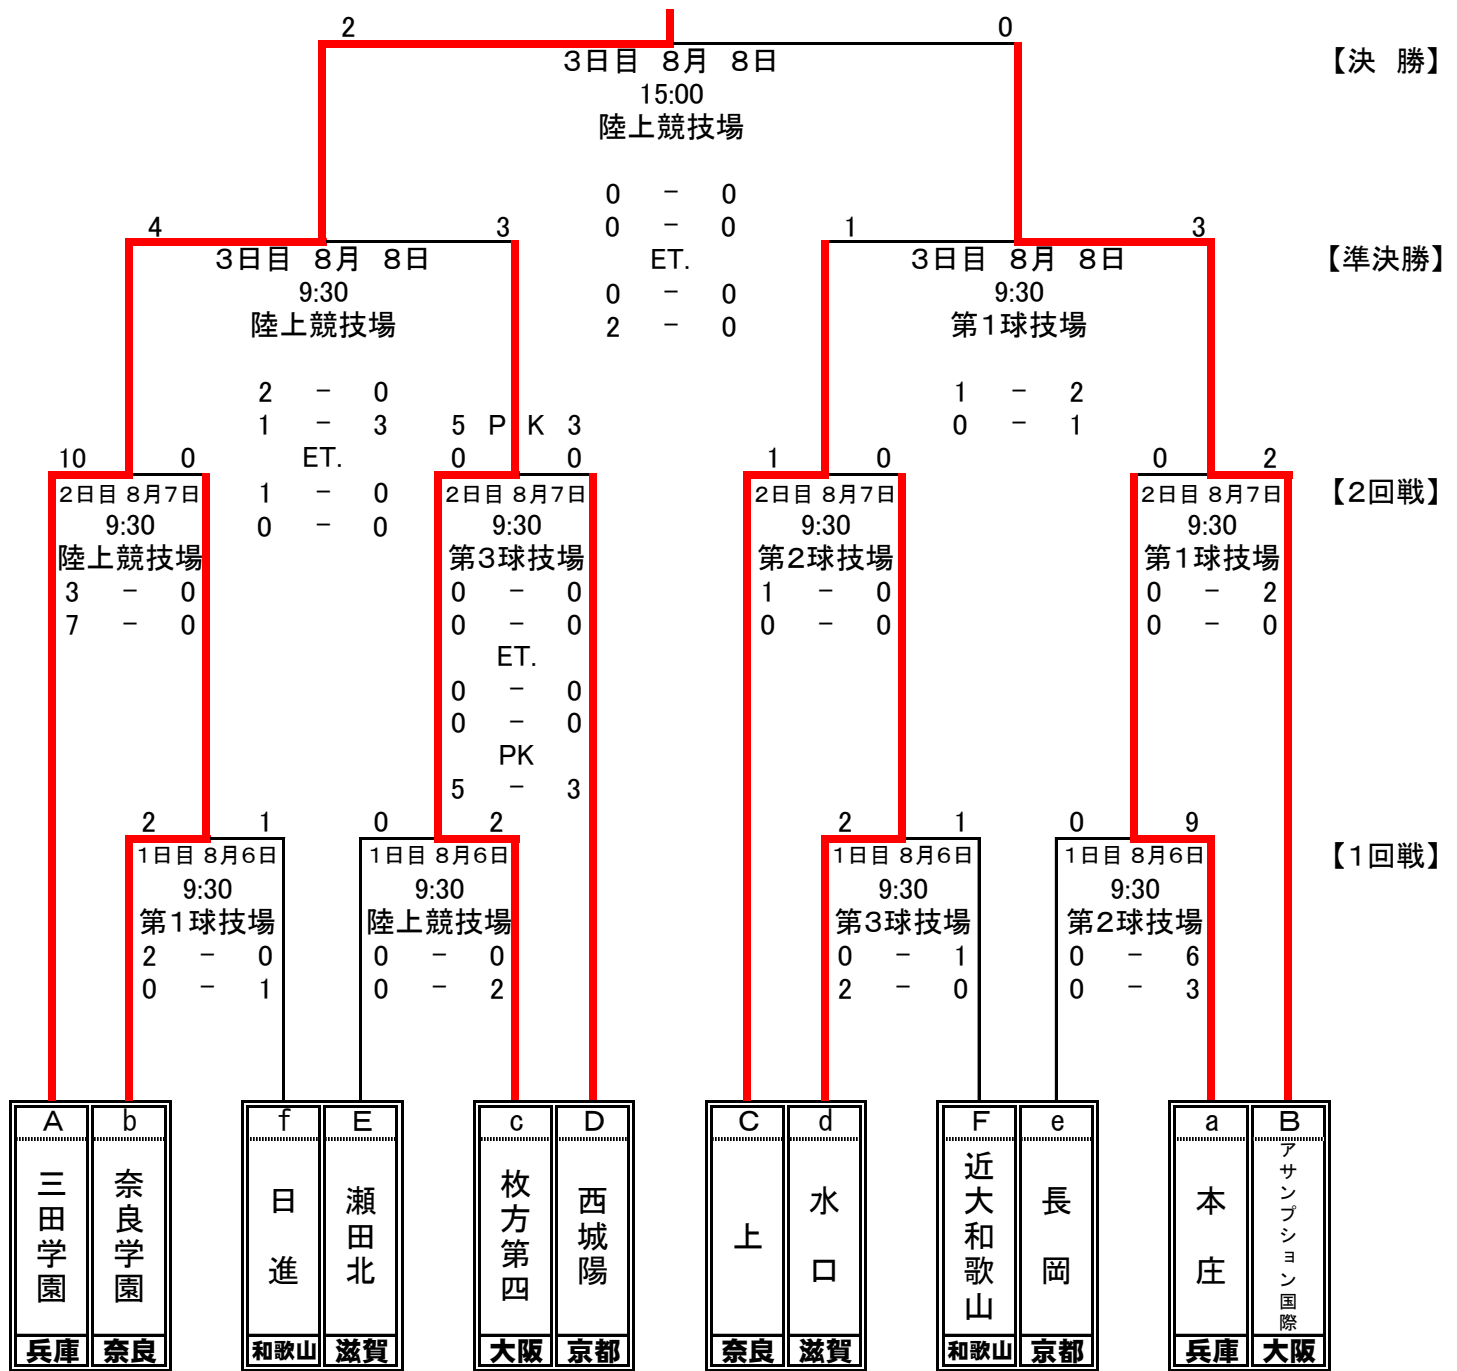 2 0
3日目 8月 8日 【決 勝】
15:00
陸上競技場
0 - 0
0 - 0
ET.
0 - 0
2 - 0
4 3 1 3
3日目 8月 8日 3日目 8月 8日 【準決勝】
9:30 9:30
陸上競技場 第1球技場
2 - 0 1 - 2
1 - 3 0 - 1
ET.
1 - 0
0 - 0
5 P K 3
10 0 0 0 1 0 0 2
2日目 8月7日 2日目 8月7日 2日目 8月7日 2日目 8月7日 【2回戦】
9:30 9:30 9:30 9:30
陸上競技場 第3球技場 第2球技場 第1球技場
3 - 0 0 - 0 1 - 0 0 - 2
7 - 0 0 - 0 0 - 0 0 - 0
ET.
0 - 0
0 - 0
PK
5 - 3
2 1 0 2 2 1 0 9
1日目 8月6日 1日目 8月6日 1日目 8月6日 1日目 8月6日 【1回戦】
9:30 9:30 9:30 9:30
第1球技場 陸上競技場 第3球技場 第2球技場
2 - 0 0 - 0 0 - 1 0 - 6
0 - 1 0 - 2 2 - 0 0 - 3
A b f E c D C d F e a B
三田学園
奈良学園
日進
瀬田北
枚方第四
西城陽
上
水口
近大和歌山
長岡
本庄
アサンプション国際
兵庫 奈良 和歌山 滋賀 大阪 京都 奈良 滋賀 和歌山 京都 兵庫 大阪